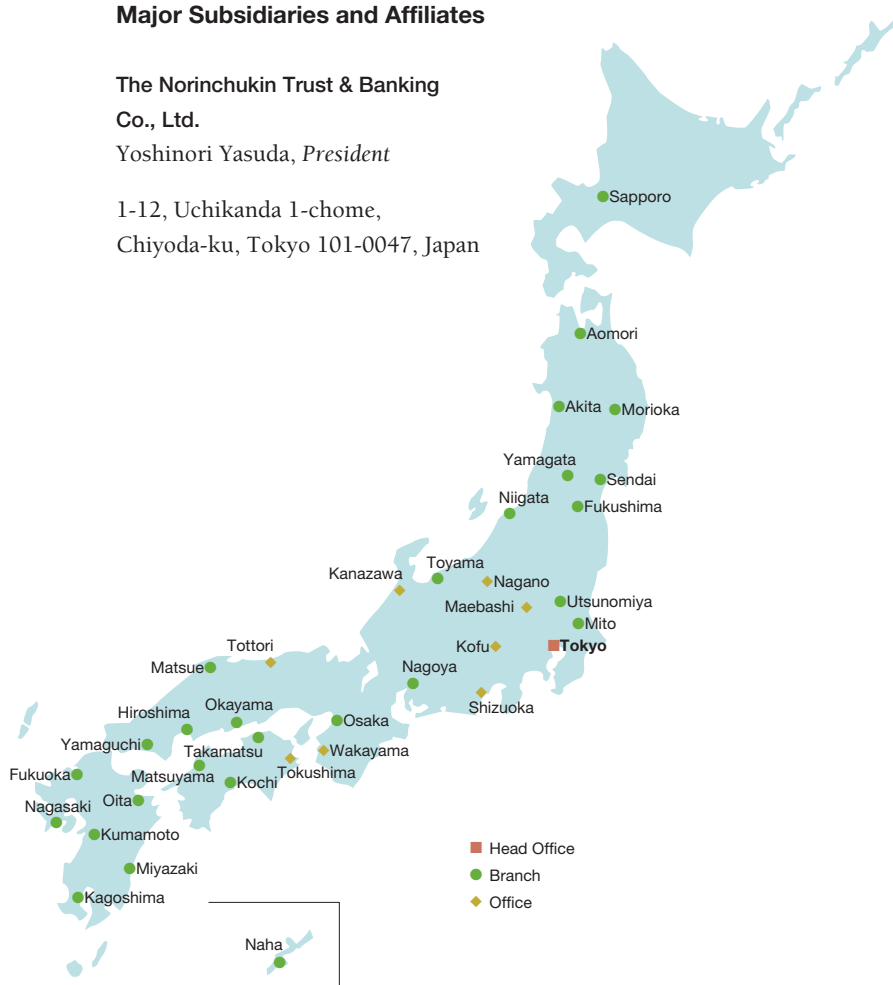 Major Subsidiaries and Affiliates
The Norinchukin Trust & Banking
Co., Ltd.
Yoshinori Yasuda, President
1-12, Uchikanda 1-chome,
Chiyoda-ku, Tokyo 101-0047, Japan
Sapporo
Aomori
Akita
Morioka
Yamagata
Sendai
Niigata
Fukushima
Toyama
Kanazawa
Nagano
Maebashi
Utsunomiya
Mito
Tottori
Kofu
Tokyo
Matsue
Nagoya
Shizuoka
Okayama
Hiroshima
Osaka
Yamaguchi
Takamatsu
Wakayama
Fukuoka
Matsuyama
Tokushima
Kochi
Nagasaki
Oita
Kumamoto
Miyazaki
Kagoshima
Naha
Head Office
Branch
Office